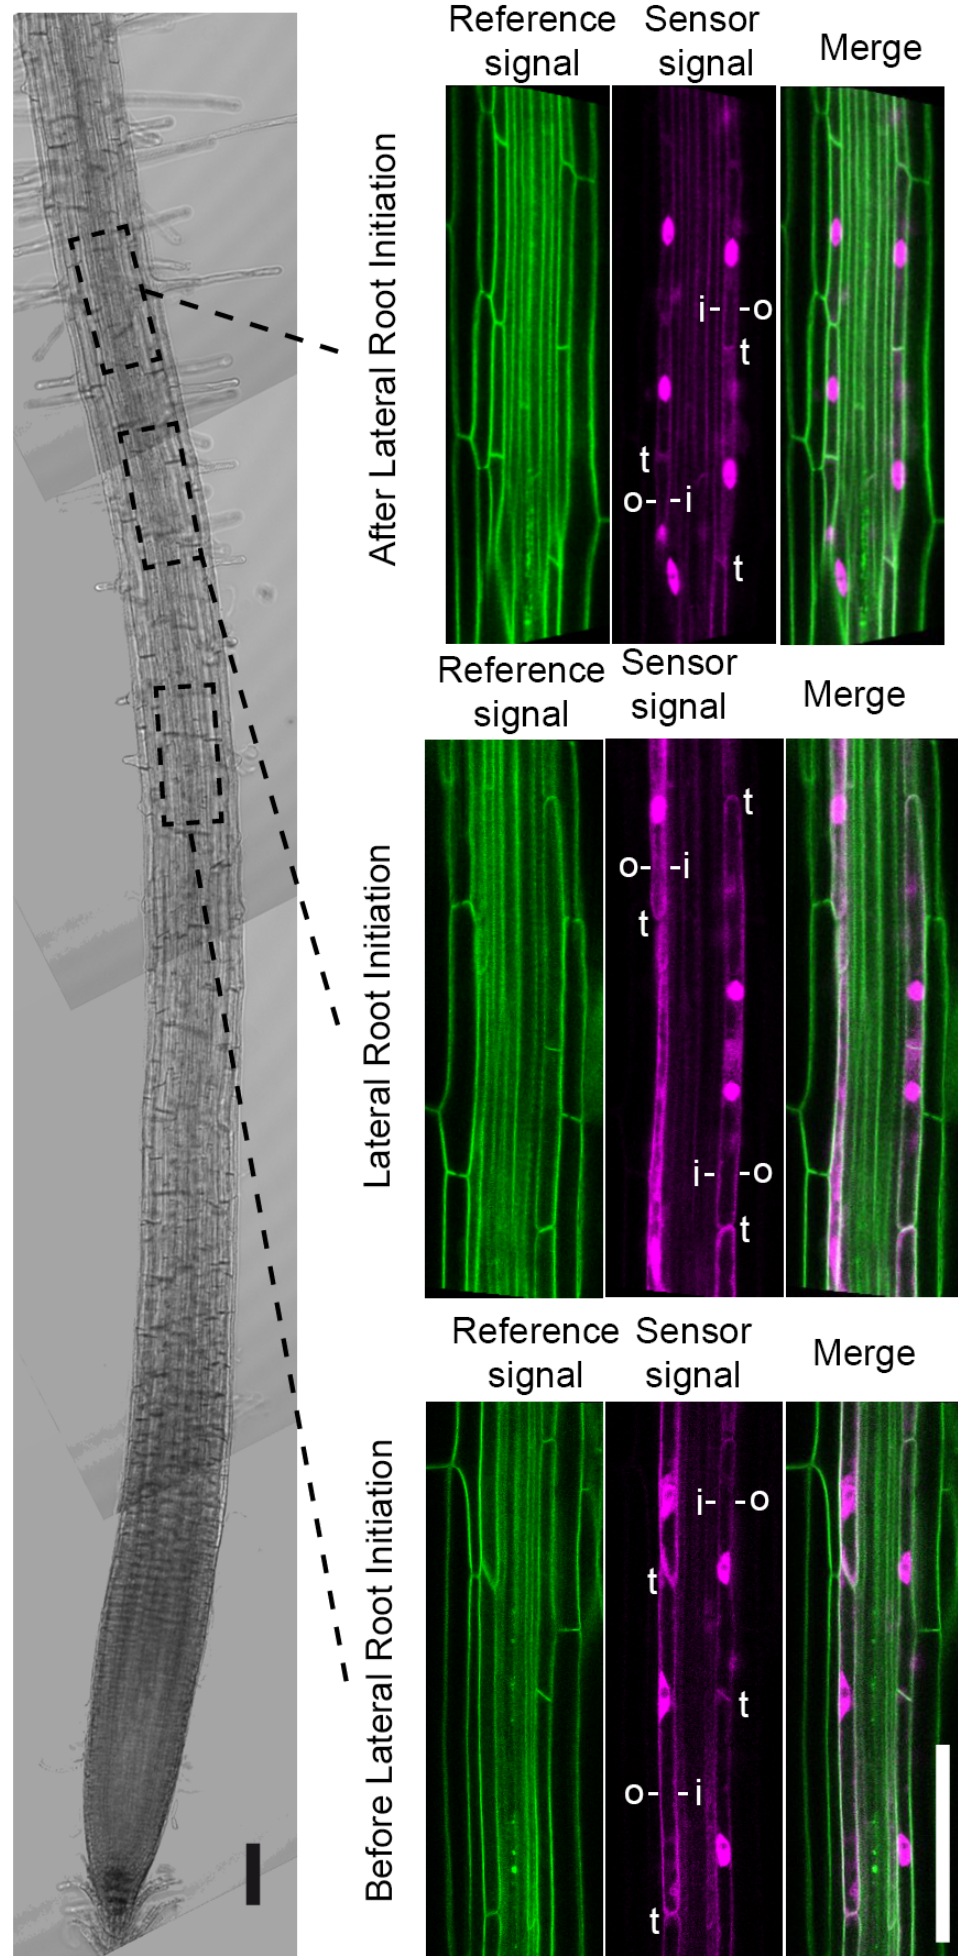 Reference signal
Sensor signal
Merge
After Lateral Root Initiation
i- -o
t
t
o- -i
t
Reference signal
Sensor signal
Merge
Lateral Root Initiation
t
o- -i
t
i- -o
t
Reference signal
Sensor signal
Merge
Before Lateral Root Initiation
i- -o
t
t
o- -i
t